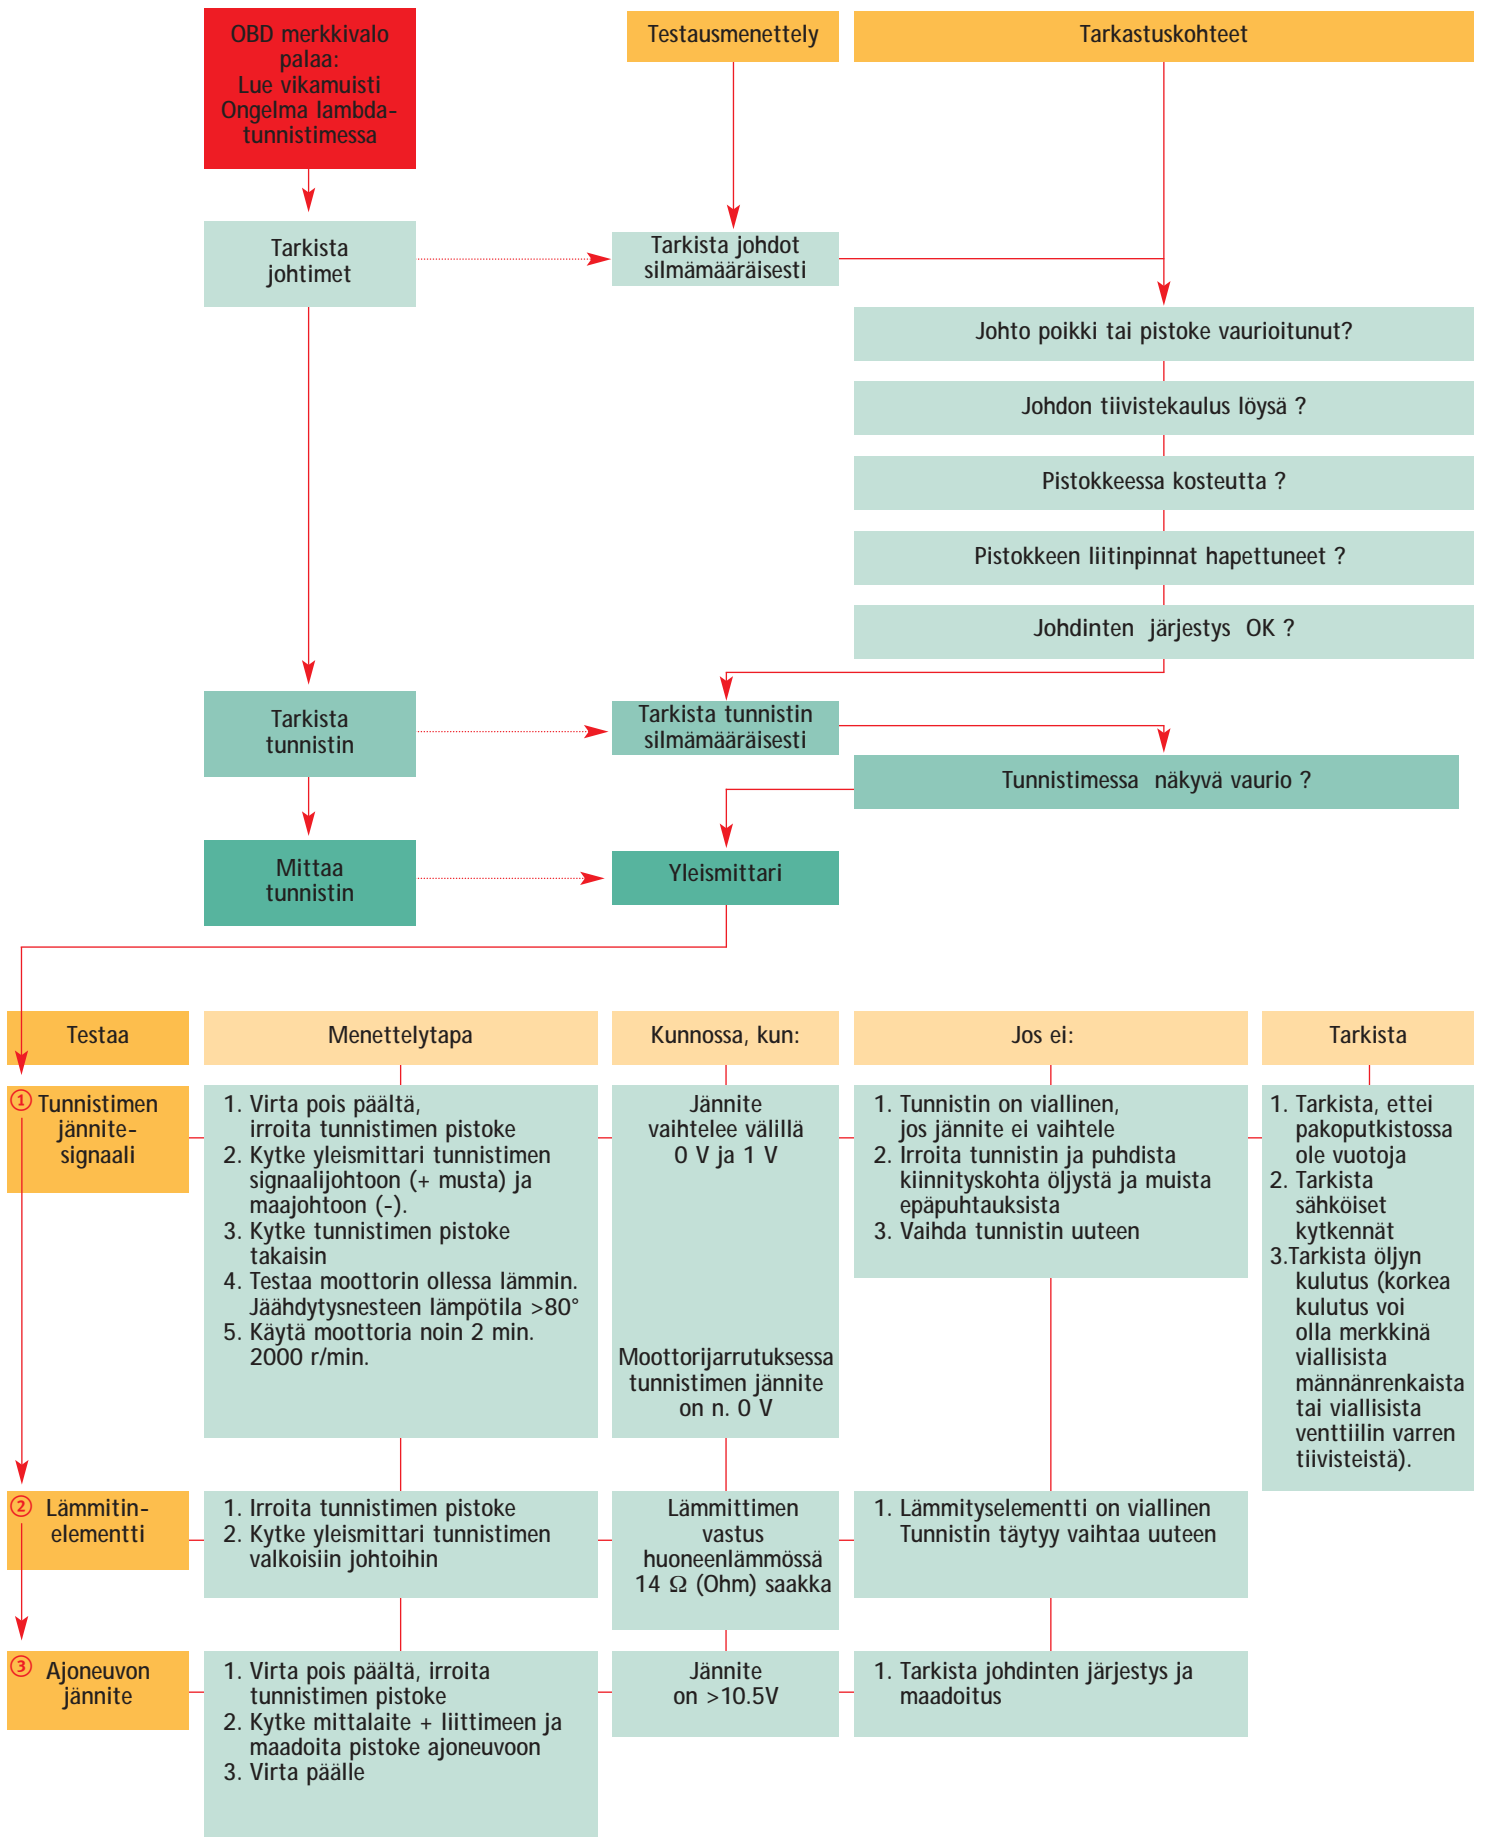 OBD merkkivalo
palaa:
Lue vikamuisti
Ongelma lambda-
tunnistimessa
Testausmenettely
Tarkastuskohteet
Tarkista
johtimet
Tarkista johdot
silmämääräisesti
Johto poikki tai pistoke vaurioitunut?
Johdon tiivistekaulus löysä ?
Pistokkeessa kosteutta ?
Pistokkeen liitinpinnat hapettuneet ?
Johdinten järjestys OK ?
Tarkista
tunnistin
Tarkista tunnistin
silmämääräisesti
Tunnistimessa näkyvä vaurio ?
Mittaa
tunnistin
Yleismittari
Testaa
Menettelytapa
Kunnossa, kun:
Jos ei:
Tarkista
① Tunnistimen
jännite-
signaali
1. Virta pois päältä,
irroita tunnistimen pistoke
2. Kytke yleismittari tunnistimen
signaalijohtoon (+ musta) ja
maajohtoon (-).
3. Kytke tunnistimen pistoke
takaisin
4. Testaa moottorin ollessa lämmin.
Jäähdytysnesteen lämpötila >80°
5. Käytä moottoria noin 2 min.
2000 r/min.
Jännite
vaihtelee välillä
0 V ja 1 V
Moottorijarrutuksessa
tunnistimen jännite
on n. 0 V
1. Tunnistin on viallinen,
jos jännite ei vaihtele
2. Irroita tunnistin ja puhdista
kiinnityskohta öljystä ja muista
epäpuhtauksista
3. Vaihda tunnistin uuteen
1. Tarkista, ettei
pakoputkistossa
ole vuotoja
2. Tarkista
sähköiset
kytkennät
3.Tarkista öljyn
kulutus (korkea
kulutus voi
olla merkkinä
viallisista
männänrenkaista
tai viallisista
venttiilin varren
tiivisteistä).
② Lämmitin-
elementti
1. Irroita tunnistimen pistoke
2. Kytke yleismittari tunnistimen
valkoisiin johtoihin
Lämmittimen
vastus
huoneenlämmössä
14 Ω (Ohm) saakka
1. Lämmityselementti on viallinen
Tunnistin täytyy vaihtaa uuteen
③ Ajoneuvon
jännite
1. Virta pois päältä, irroita
tunnistimen pistoke
2. Kytke mittalaite + liittimeen ja
maadoita pistoke ajoneuvoon
3. Virta päälle
Jännite
on >10.5V
1. Tarkista johdinten järjestys ja
maadoitus